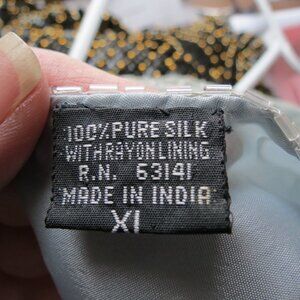 100% PURE SILK
WITH RAYON LINING
R.N. 63141
MADE IN INDIA
XL